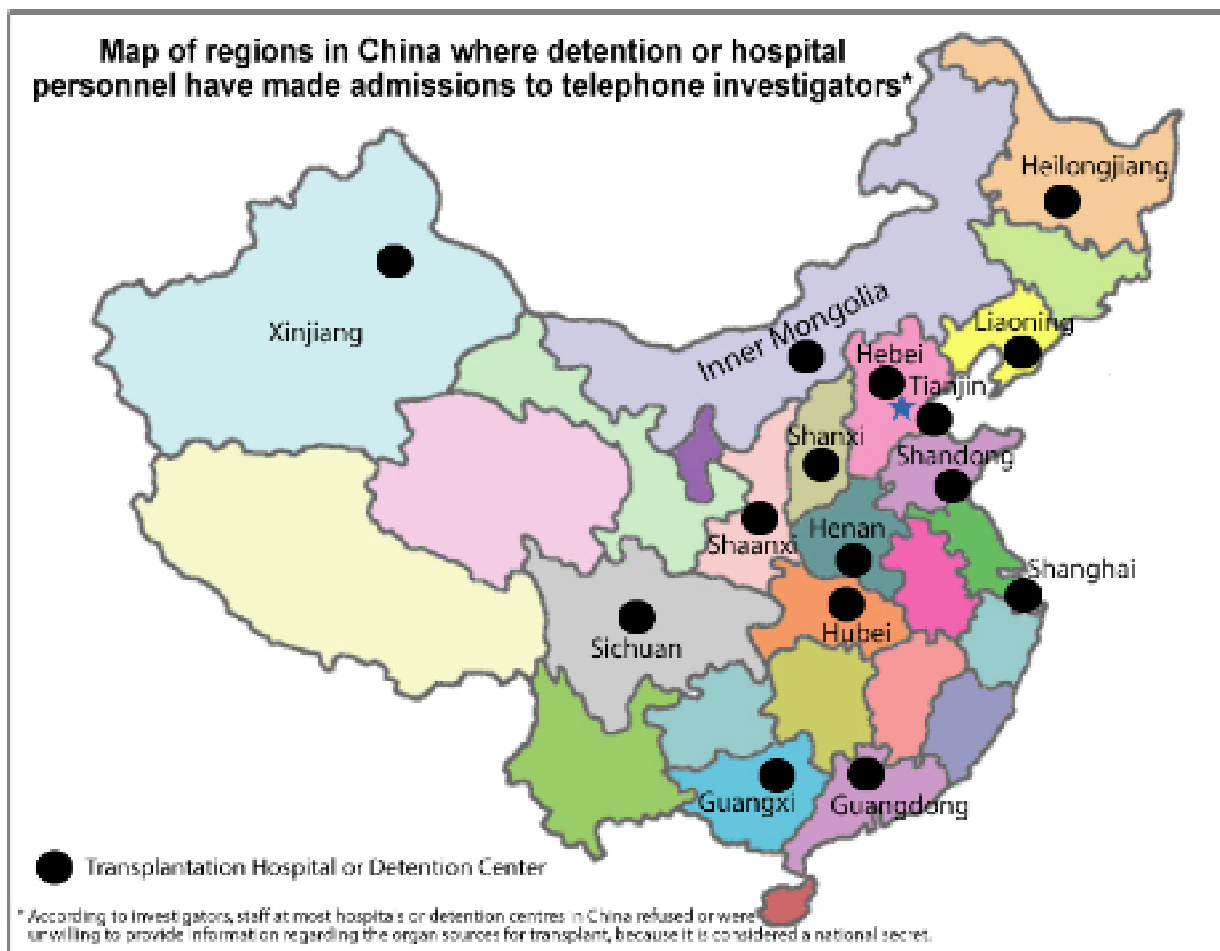 Map of regions in China where detention or hospital
personnel have made admissions to telephone investigators*
Heilongjiang
Xinjiang
Inner Mongolia
Liaoning
Hebei
Tianjin
Shanxi
Shandong
Shaanxi
Henan
Shanghai
Hubei
Sichuan
Guangxi
Guangdong
Transplantation Hospital or Detention Center
* According to investigators, staff at most hospitals or detention centres in China refused or were
unwilling to provide information regarding the organ sources for transplant, because it is considered a national secret.